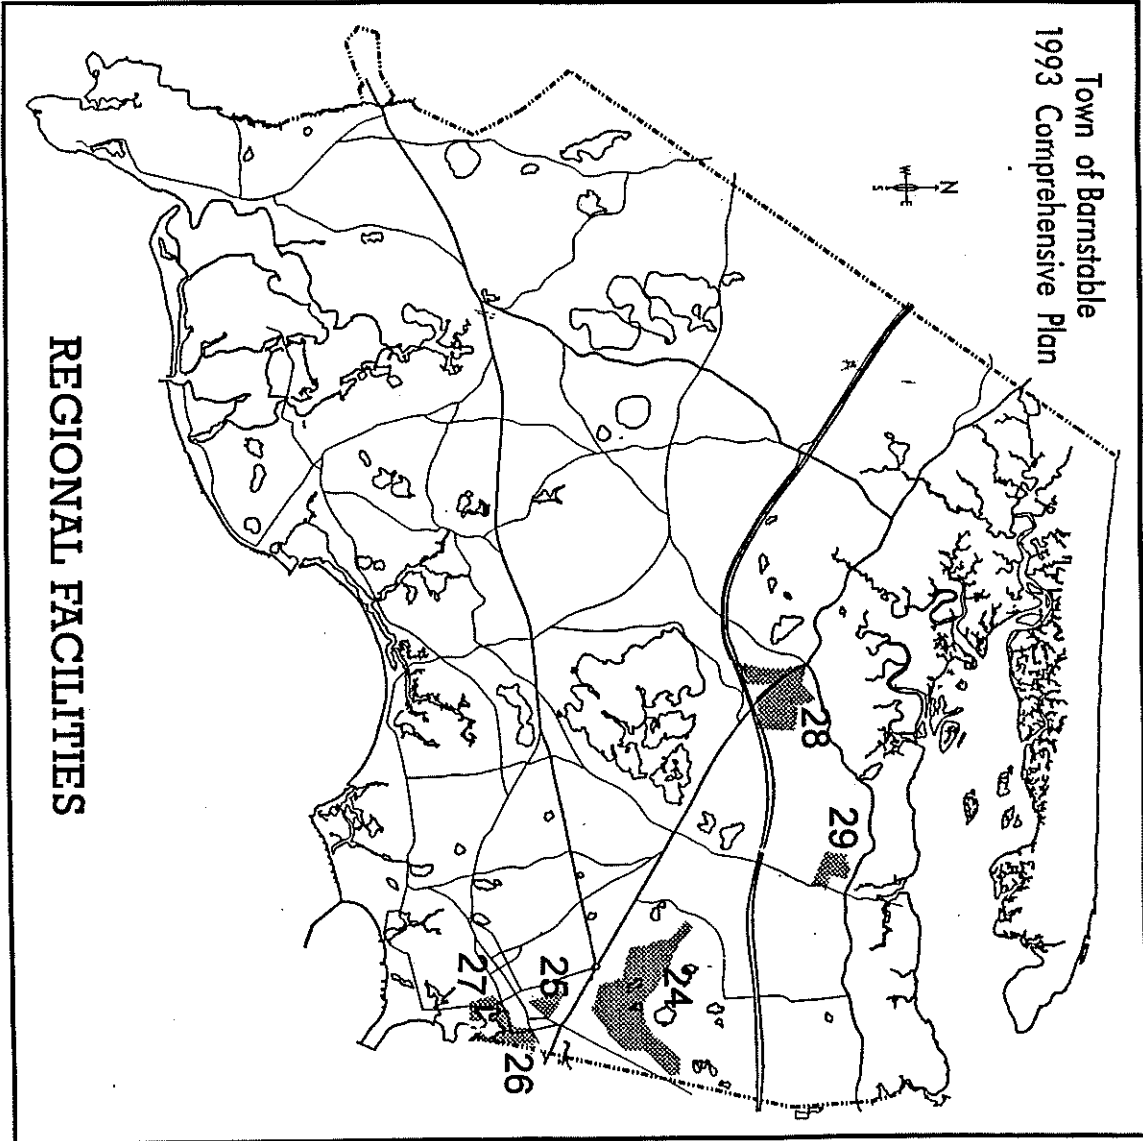 Town of Barnstable
1993 Comprehensive Plan
N
W E
S
28
29
24
25
27
26
REGIONAL FACILITIES